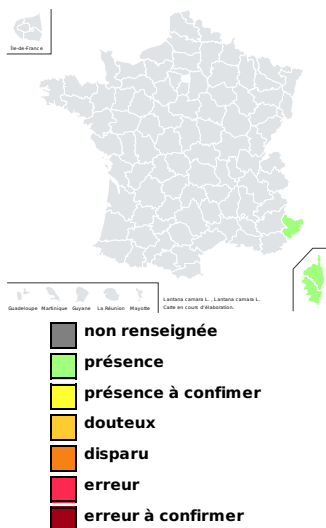 Île-de-France
Guadeloupe Martinique Guyane La Réunion Mayotte
Lantana camara L. , Lantana camara L.
Carte en cours d'élaboration.
non renseignée
présence
présence à confimer
douteux
disparu
erreur
erreur à confirmer